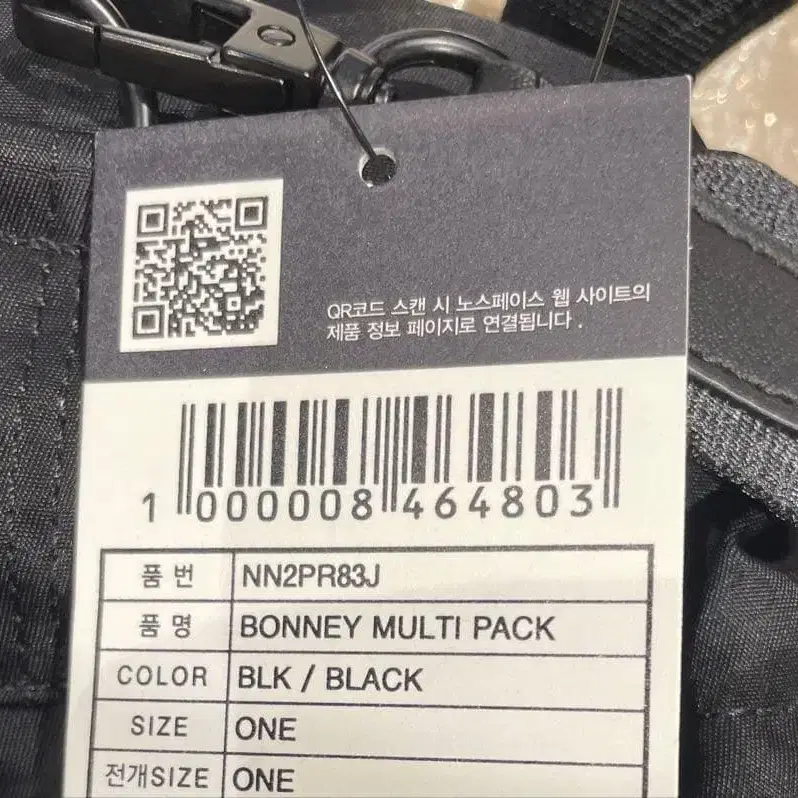 QR코드 스캔 시 노스페이스 웹 사이트의
제품 정보 페이지로 연결됩니다.
1 000008 464803
품 번 NN2PR83J
품 명 BONNEY MULTI PACK
COLOR BLK / BLACK
SIZE ONE
전개SIZE ONE